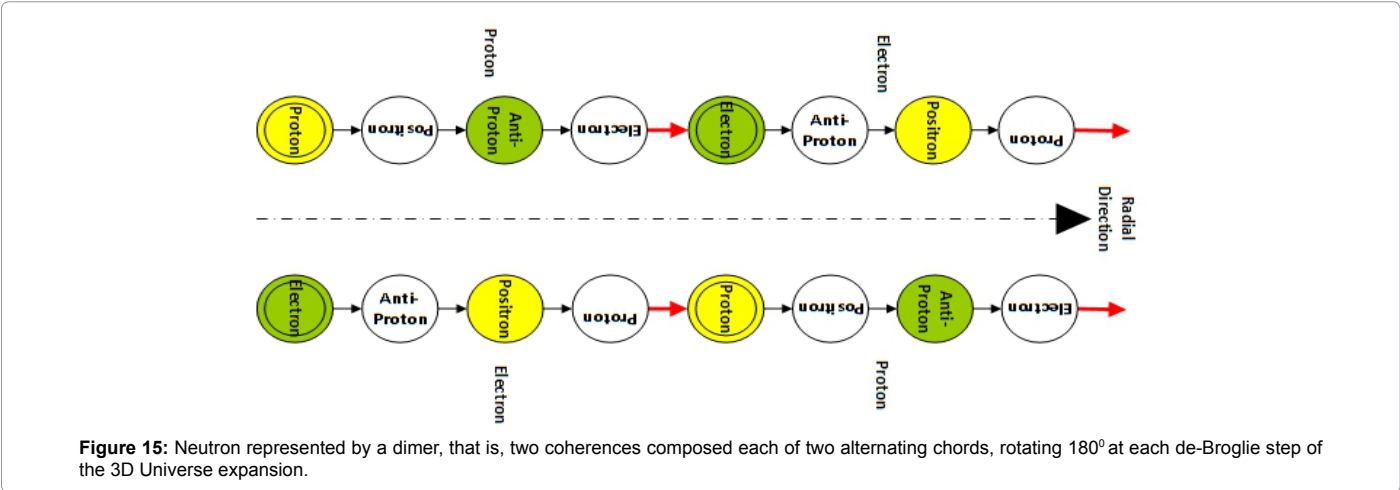 Proton
Electron
Proton
Positron
Anti-
Proton
Electron
Electron
Anti-
Proton
Positron
Proton
Radial
Direction
Electron
Anti-
Proton
Positron
Proton
Proton
Positron
Anti-
Proton
Electron
Electron
Proton
Figure 15: Neutron represented by a dimer, that is, two coherences composed each of two alternating chords, rotating 180⁰ at each de-Broglie step of
the 3D Universe expansion.